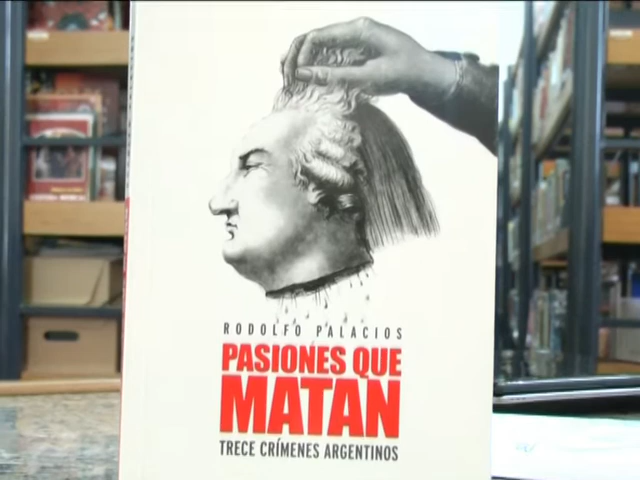 RODOLFO PALACIOS
PASIONES QUE
MATAN
TRECE CRÍMENES ARGENTINOS